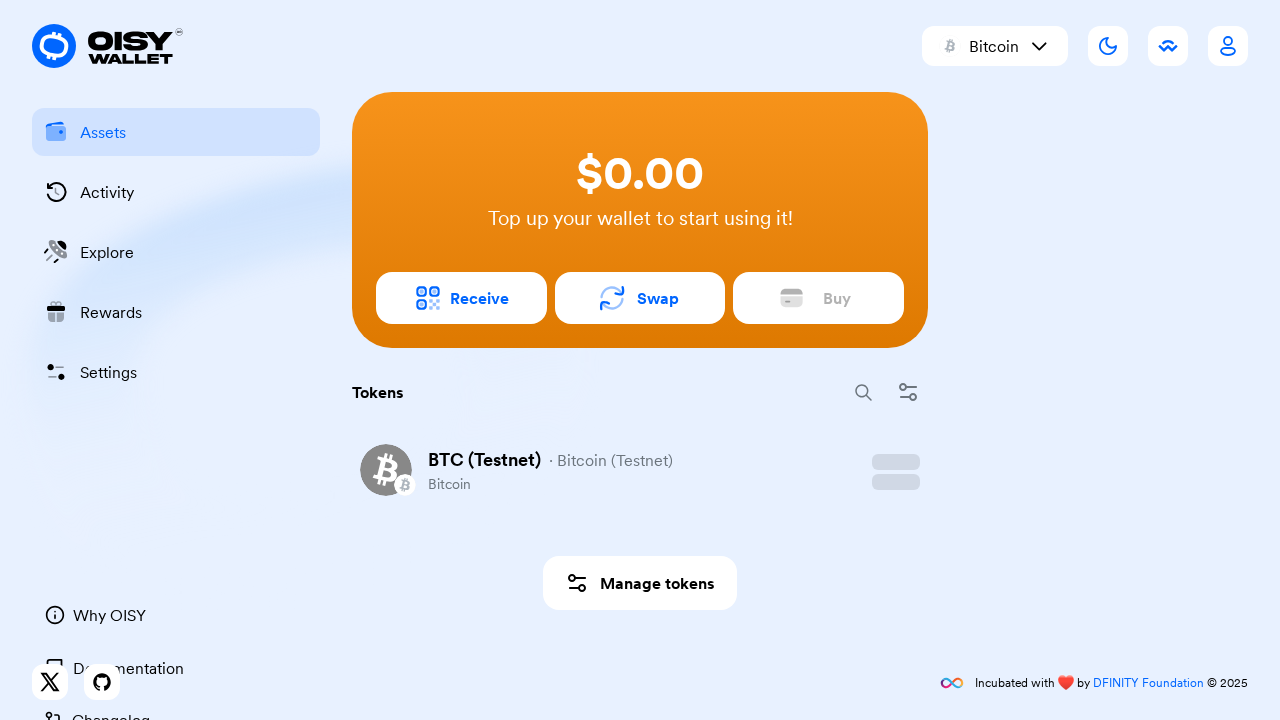 OISY
WALLET
Bitcoin
Assets
Activity
Explore
Rewards
Settings
$0.00
Top up your wallet to start using it!
Receive
Swap
Buy
Tokens
BTC (Testnet) · Bitcoin (Testnet)
Bitcoin
Manage tokens
Why OISY
Documentation
Changelog
Incubated with ❤️ by DFINITY Foundation © 2025